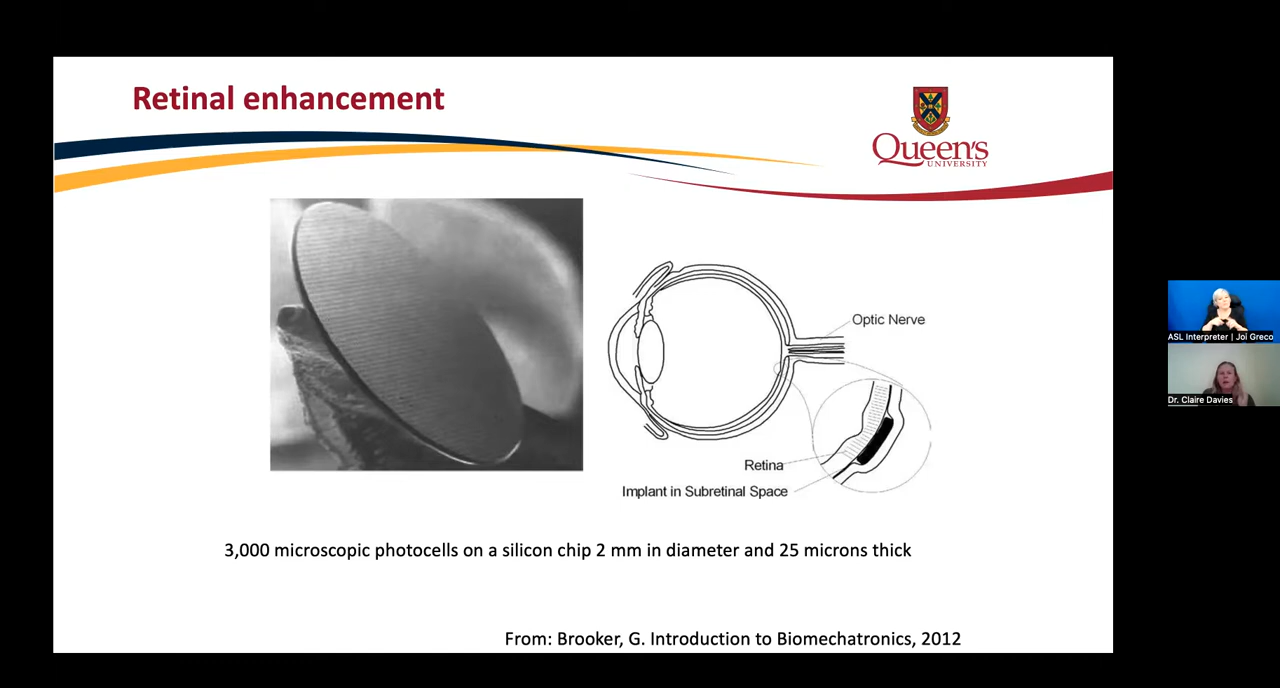 Retinal enhancement
Queen's
UNIVERSITY
Optic Nerve
Retina
Implant in Subretinal Space
3,000 microscopic photocells on a silicon chip 2 mm in diameter and 25 microns thick
From: Brooker, G. Introduction to Biomechatronics, 2012
ASL Interpreter | Joi Greco
Dr. Claire Davies